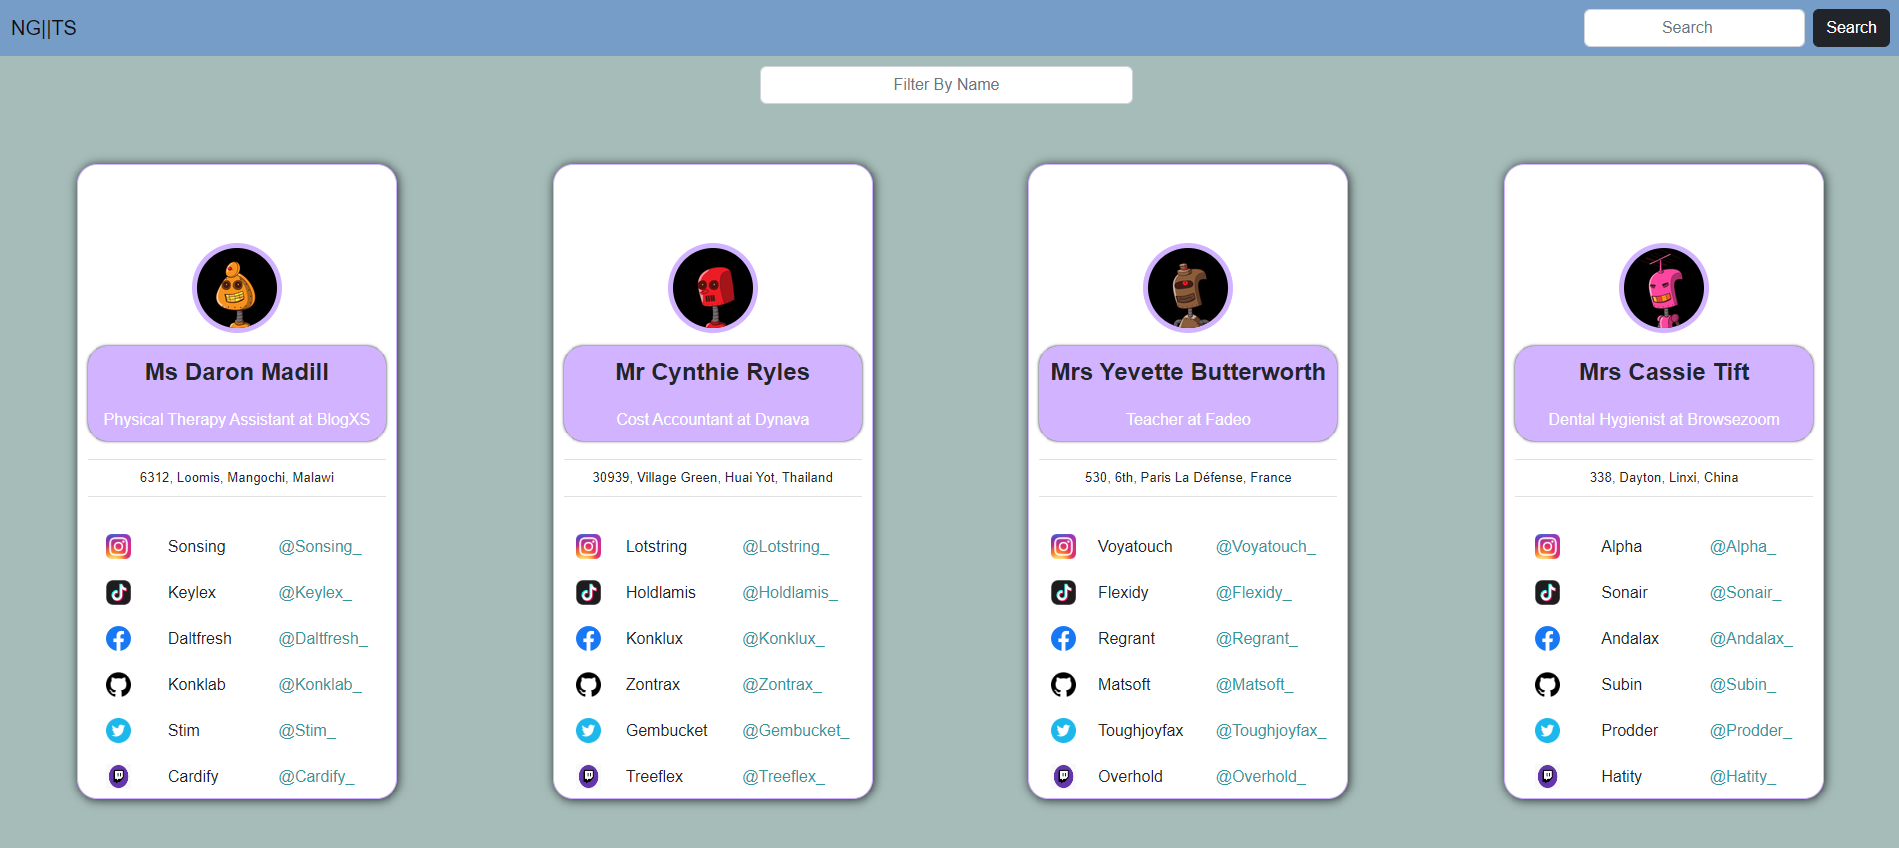 NG||TS
Search
Search
Filter By Name
Ms Daron Madill
Physical Therapy Assistant at BlogXS
6312, Loomis, Mangochi, Malawi
Sonsing @Sonsing_
Keylex @Keylex_
Daltfresh @Daltfresh_
Konklab @Konklab_
Stim @Stim_
Cardify @Cardify_
Mr Cynthie Ryles
Cost Accountant at Dynava
30939, Village Green, Huai Yot, Thailand
Lotstring @Lotstring_
Holdlamis @Holdlamis_
Konklux @Konklux_
Zontrax @Zontrax_
Gembucket @Gembucket_
Treeflex @Treeflex_
Mrs Yevette Butterworth
Teacher at Fadeo
530, 6th, Paris La Défense, France
Voyatouch @Voyatouch_
Flexidy @Flexidy_
Regrant @Regrant_
Matsoft @Matsoft_
Toughjoyfax @Toughjoyfax_
Overhold @Overhold_
Mrs Cassie Tift
Dental Hygienist at Browsezoom
338, Dayton, Linxi, China
Alpha @Alpha_
Sonair @Sonair_
Andalax @Andalax_
Subin @Subin_
Prodder @Prodder_
Hatity @Hatity_